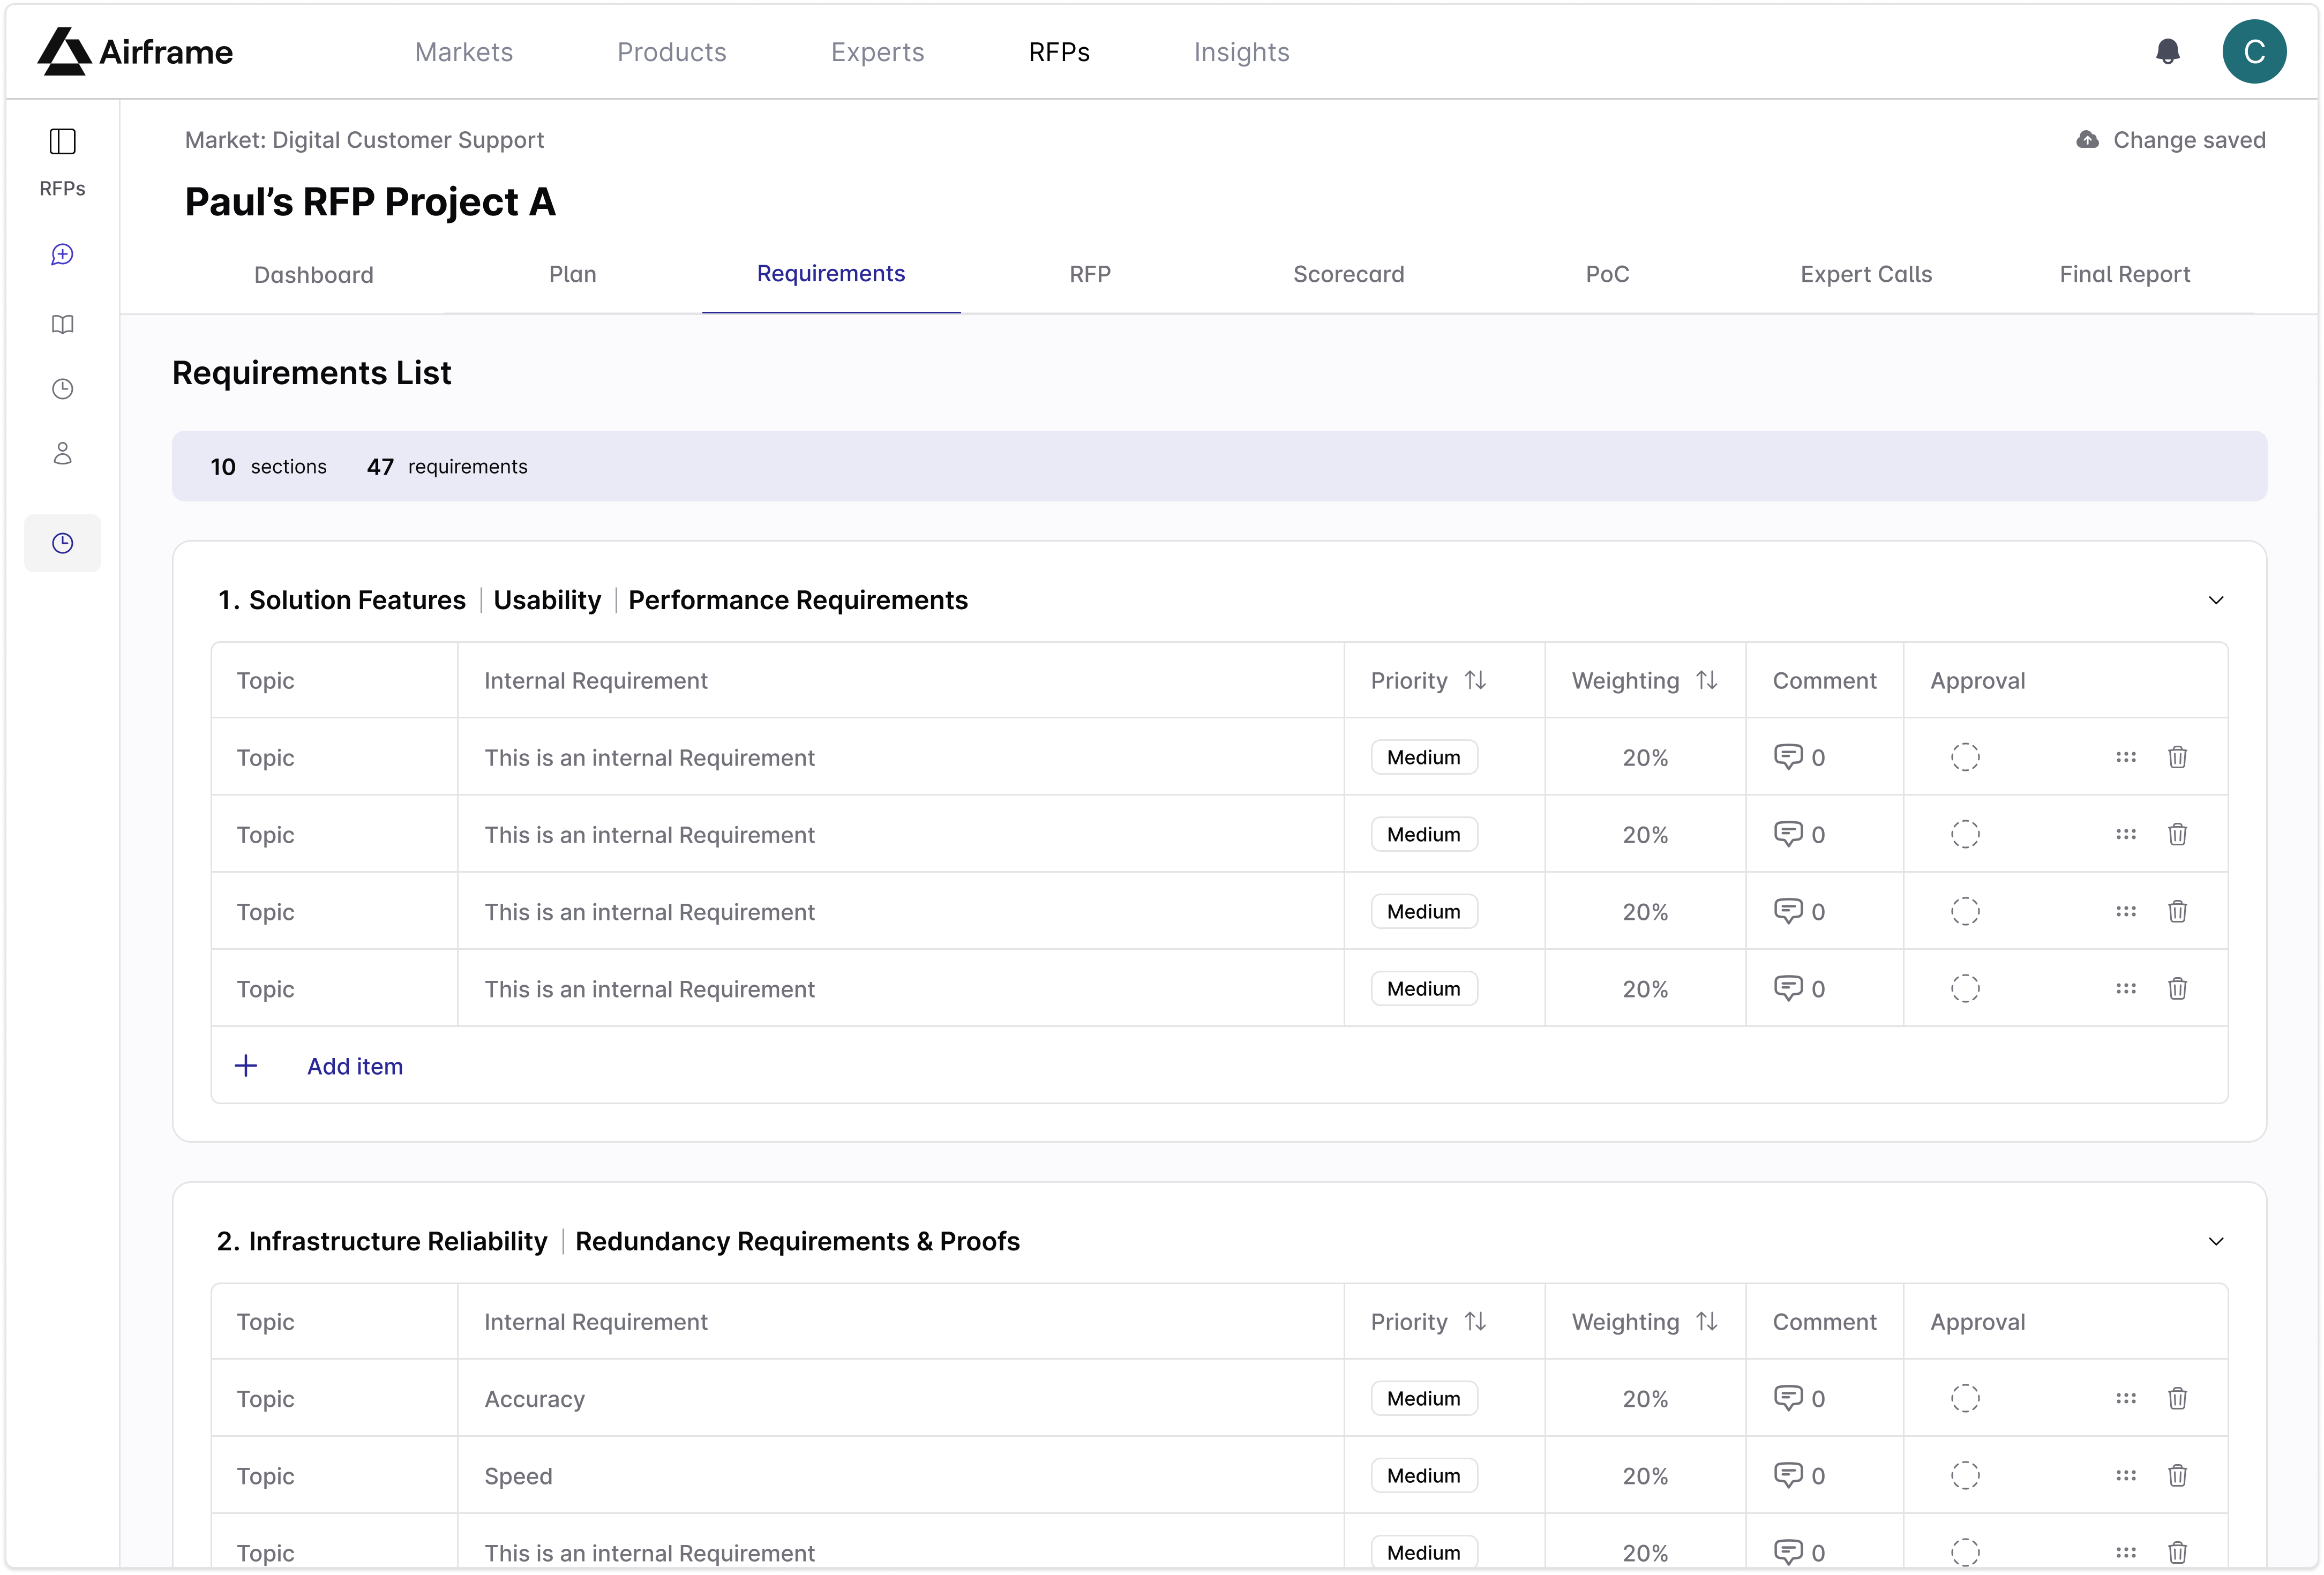 Airframe Markets Products Experts RFPs Insights C
RFPs
Market: Digital Customer Support Change saved
Paul’s RFP Project A
Dashboard Plan Requirements RFP Scorecard PoC Expert Calls Final Report
Requirements List
10 sections 47 requirements
1. Solution Features | Usability | Performance Requirements
Topic Internal Requirement Priority Weighting Comment Approval
Topic This is an internal Requirement Medium 20% 0
Topic This is an internal Requirement Medium 20% 0
Topic This is an internal Requirement Medium 20% 0
Topic This is an internal Requirement Medium 20% 0
Add item
2. Infrastructure Reliability | Redundancy Requirements & Proofs
Topic Internal Requirement Priority Weighting Comment Approval
Topic Accuracy Medium 20% 0
Topic Speed Medium 20% 0
Topic This is an internal Requirement Medium 20% 0